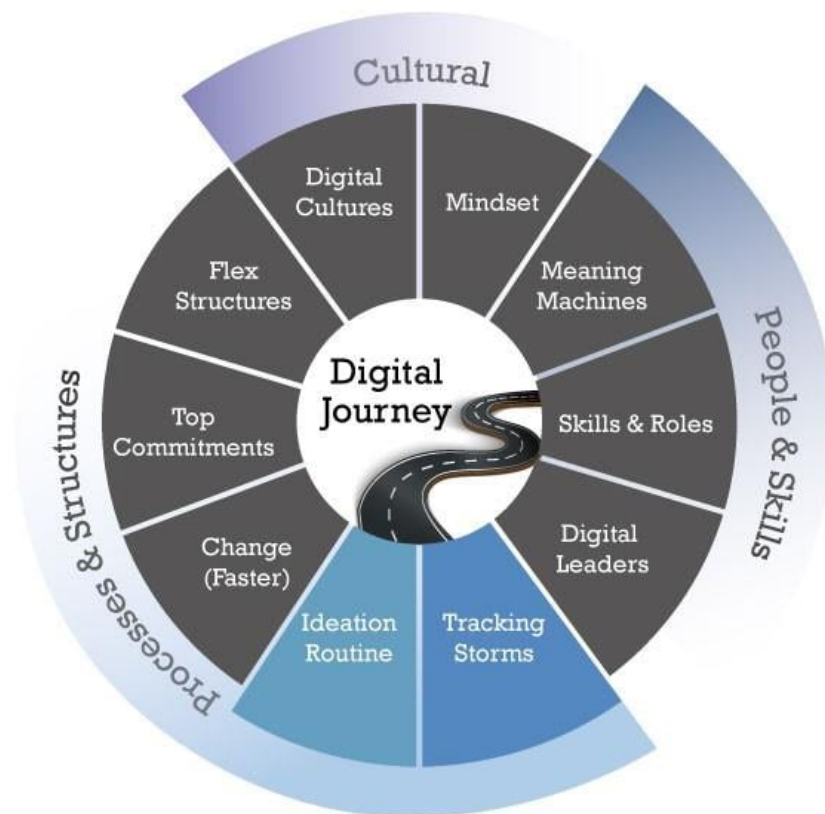 Cultural
Digital
Cultures
Mindset
Flex
Structures
Meaning
Machines
People & Skills
Digital
Journey
Top
Commitments
Skills & Roles
Processes & Structures
Change
(Faster)
Digital
Leaders
Ideation
Routine
Tracking
Storms